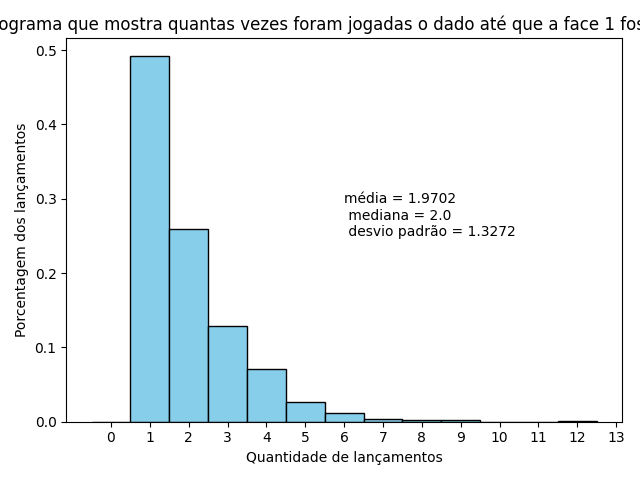 ograma que mostra quantas vezes foram jogadas o dado até que a face 1 fos
0.5
0.4
0.3
0.2
0.1
0.0
Porcentagem dos lançamentos
média = 1.9702
mediana = 2.0
desvio padrão = 1.3272
0 1 2 3 4 5 6 7 8 9 10 11 12 13
Quantidade de lançamentos